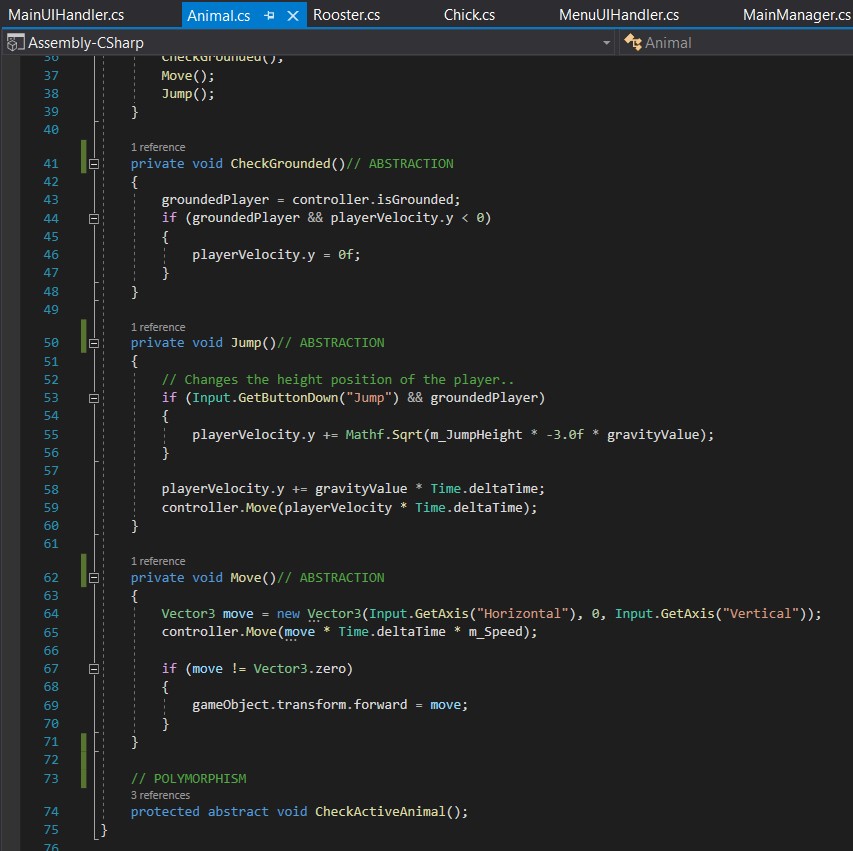 MainUIHandler.cs Animal.cs Rooster.cs Chick.cs MenuUIHandler.cs MainManager.cs
Assembly-CSharp Animal
36 CheckGrounded();
37 Move();
38 Jump();
39 }
40
1 reference
41 private void CheckGrounded()// ABSTRACTION
42 {
43 groundedPlayer = controller.isGrounded;
44 if (groundedPlayer && playerVelocity.y < 0)
45 {
46 playerVelocity.y = 0f;
47 }
48 }
49
1 reference
50 private void Jump()// ABSTRACTION
51 {
52 // Changes the height position of the player..
53 if (Input.GetButtonDown("Jump") && groundedPlayer)
54 {
55 playerVelocity.y += Mathf.Sqrt(m_JumpHeight * -3.0f * gravityValue);
56 }
57
58 playerVelocity.y += gravityValue * Time.deltaTime;
59 controller.Move(playerVelocity * Time.deltaTime);
60 }
61
1 reference
62 private void Move()// ABSTRACTION
63 {
64 Vector3 move = new Vector3(Input.GetAxis("Horizontal"), 0, Input.GetAxis("Vertical"));
65 controller.Move(move * Time.deltaTime * m_Speed);
66
67 if (move != Vector3.zero)
68 {
69 gameObject.transform.forward = move;
70 }
71 }
72
73 // POLYMORPHISM
3 references
74 protected abstract void CheckActiveAnimal();
75 }
76